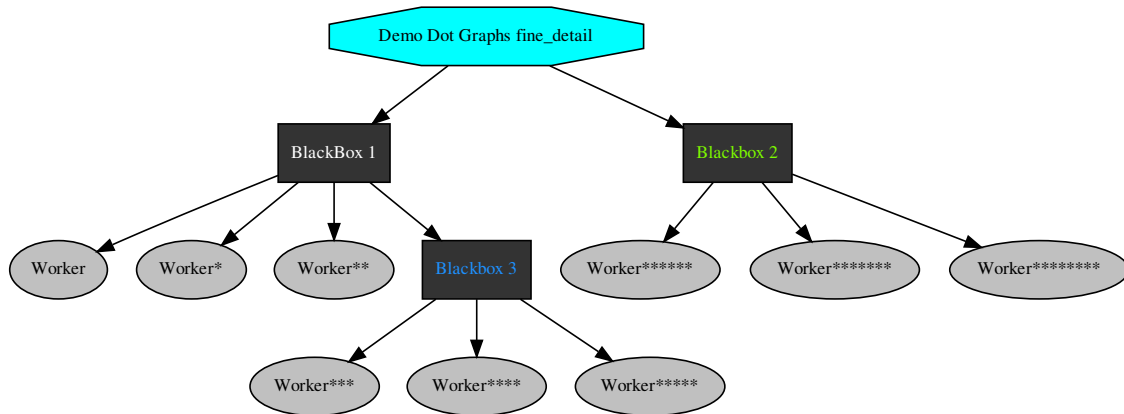 Demo Dot Graphs fine_detail
BlackBox 1
Blackbox 2
Worker
Worker*
Worker**
Blackbox 3
Worker******
Worker*******
Worker********
Worker***
Worker****
Worker*****